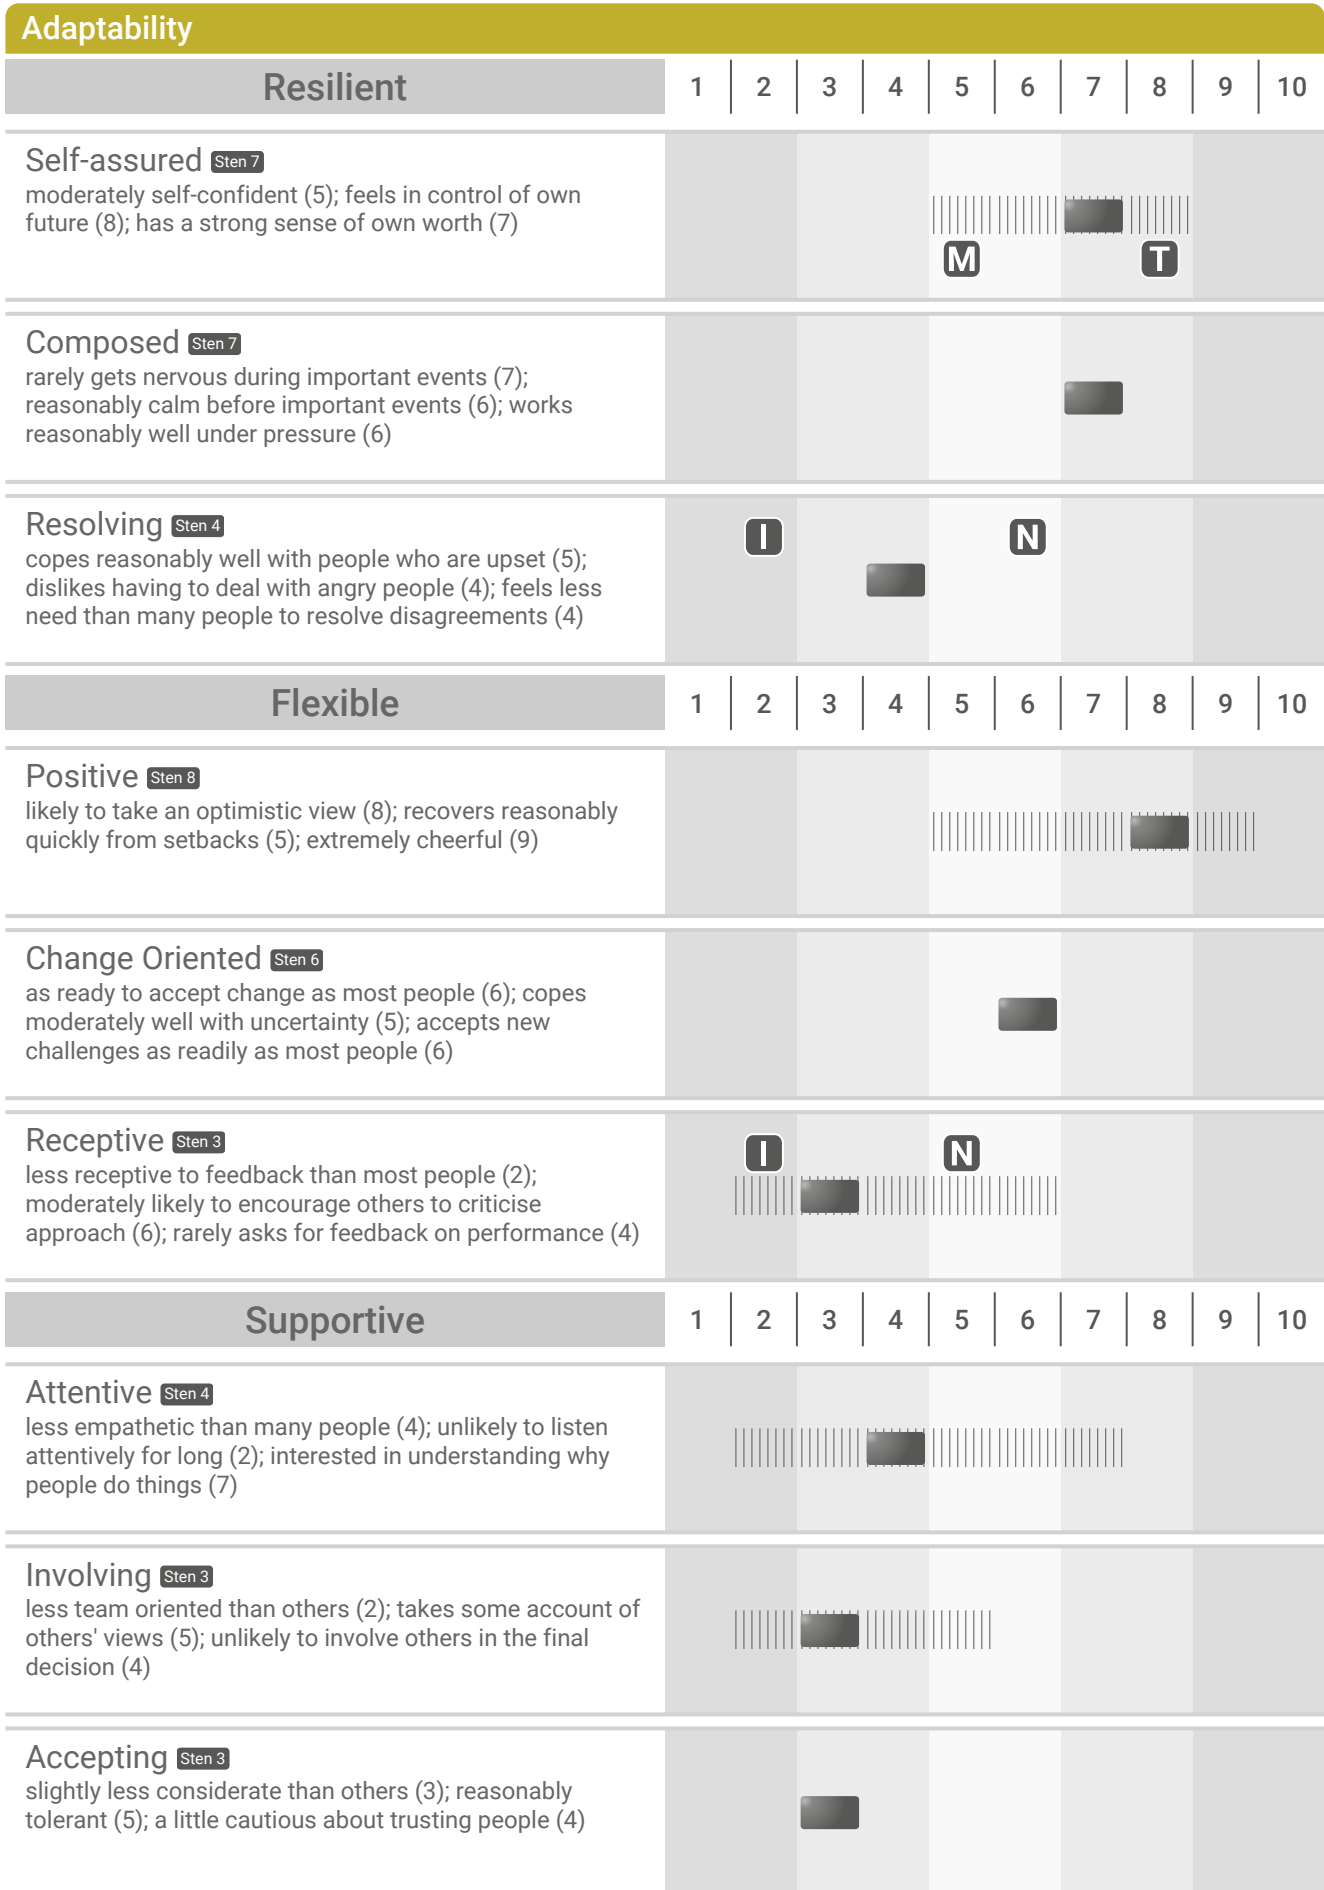 Adaptability
Resilient 1 2 3 4 5 6 7 8 9 10
Self-assured Sten 7
moderately self-confident (5); feels in control of own
future (8); has a strong sense of own worth (7)
M T
Composed Sten 7
rarely gets nervous during important events (7);
reasonably calm before important events (6); works
reasonably well under pressure (6)
Resolving Sten 4
I N
copes reasonably well with people who are upset (5);
dislikes having to deal with angry people (4); feels less
need than many people to resolve disagreements (4)
Flexible 1 2 3 4 5 6 7 8 9 10
Positive Sten 8
likely to take an optimistic view (8); recovers reasonably
quickly from setbacks (5); extremely cheerful (9)
Change Oriented Sten 6
as ready to accept change as most people (6); copes
moderately well with uncertainty (5); accepts new
challenges as readily as most people (6)
Receptive Sten 3
I N
less receptive to feedback than most people (2);
moderately likely to encourage others to criticise
approach (6); rarely asks for feedback on performance (4)
Supportive 1 2 3 4 5 6 7 8 9 10
Attentive Sten 4
less empathetic than many people (4); unlikely to listen
attentively for long (2); interested in understanding why
people do things (7)
Involving Sten 3
less team oriented than others (2); takes some account of
others' views (5); unlikely to involve others in the final
decision (4)
Accepting Sten 3
slightly less considerate than others (3); reasonably
tolerant (5); a little cautious about trusting people (4)